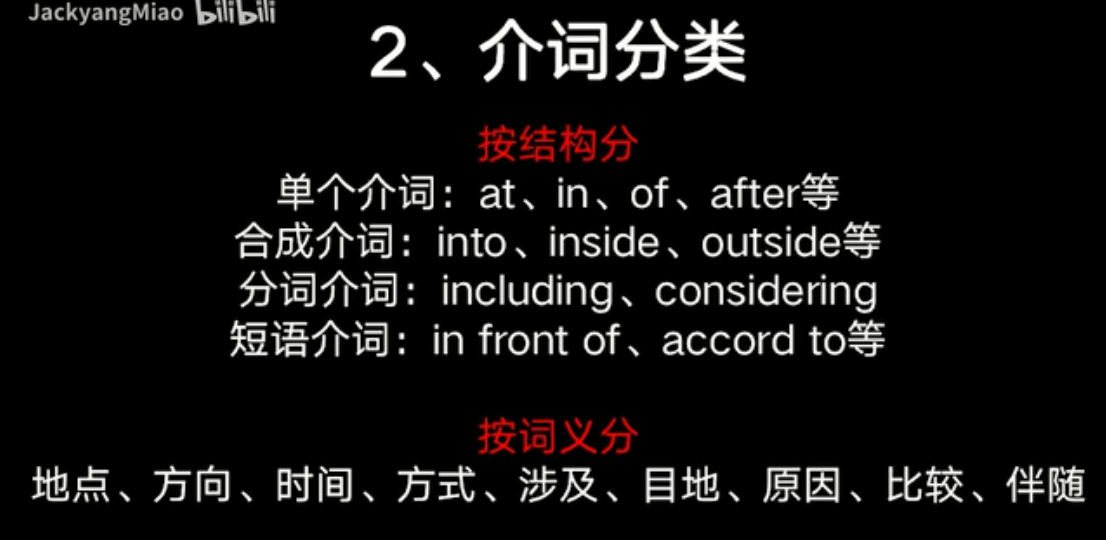 JackyangMiao bilibili
2、介词分类
按结构分
单个介词：at、in、of、after等
合成介词：into、inside、outside等
分词介词：including、considering
短语介词：in front of、accord to等
按词义分
地点、方向、时间、方式、涉及、目地、原因、比较、伴随